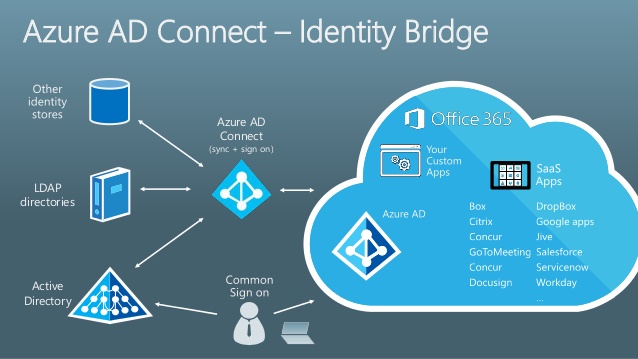 Azure AD Connect – Identity Bridge
Other
identity
stores
Azure AD
Connect
(sync + sign on)
LDAP
directories
Active
Directory
Common
Sign on
Office 365
Your
Custom
Apps
SaaS
Apps
Azure AD
Box
Citrix
Concur
GoToMeeting
Concur
Docusign
DropBox
Google apps
Jive
Salesforce
Servicenow
Workday
...